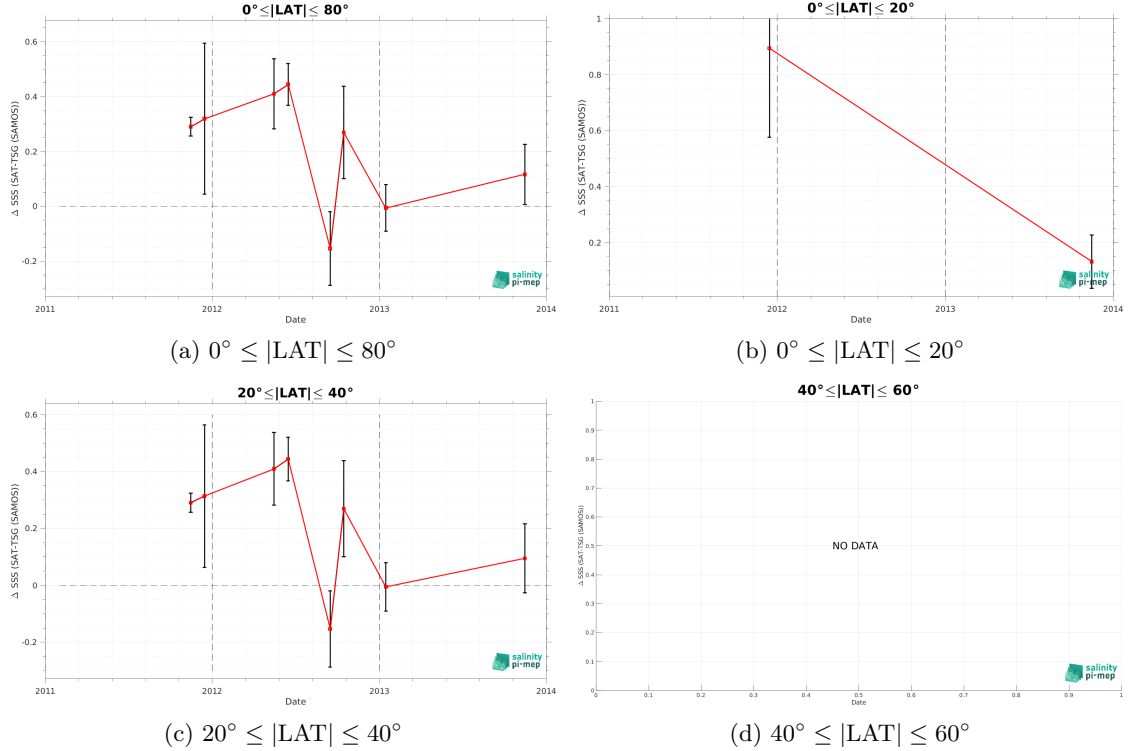 0°≤|LAT|≤ 80°
Δ SSS (SAT-TSG (SAMOS))
0.6
0.4
0.2
0
-0.2
2011
2012
2013
2014
Date
salinity
pi-mep
(a) 0° ≤ |LAT| ≤ 80°
0°≤|LAT|≤ 20°
Δ SSS (SAT-TSG (SAMOS))
1
0.8
0.6
0.4
0.2
2011
2012
2013
2014
Date
salinity
pi-mep
(b) 0° ≤ |LAT| ≤ 20°
20°≤|LAT|≤ 40°
Δ SSS (SAT-TSG (SAMOS))
0.6
0.4
0.2
0
-0.2
2011
2012
2013
2014
Date
salinity
pi-mep
(c) 20° ≤ |LAT| ≤ 40°
40°≤|LAT|≤ 60°
Δ SSS (SAT-TSG (SAMOS))
1
0.9
0.8
0.7
0.6
0.5
0.4
0.3
0.2
0.1
0
NO DATA
0
0.1
0.2
0.3
0.4
0.5
0.6
0.7
0.8
0.9
1
Date
salinity
pi-mep
(d) 40° ≤ |LAT| ≤ 60°